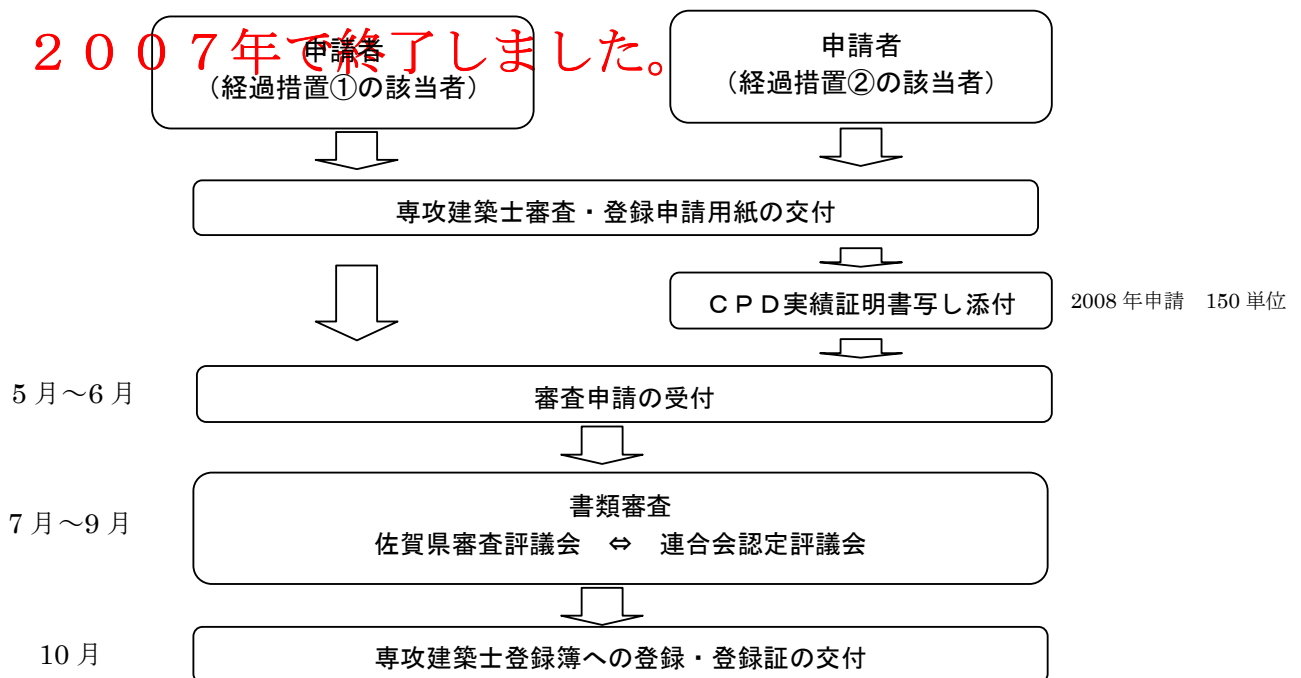 ２００７年で終了しました。
申請者
（経過措置①の該当者）
申請者
（経過措置②の該当者）
専攻建築士審査・登録申請用紙の交付
ＣＰＤ実績証明書写し添付
2008 年申請　150 単位
5 月～6 月
審査申請の受付
7 月～9 月
書類審査
佐賀県審査評議会　⇔　連合会認定評議会
10 月
専攻建築士登録簿への登録・登録証の交付